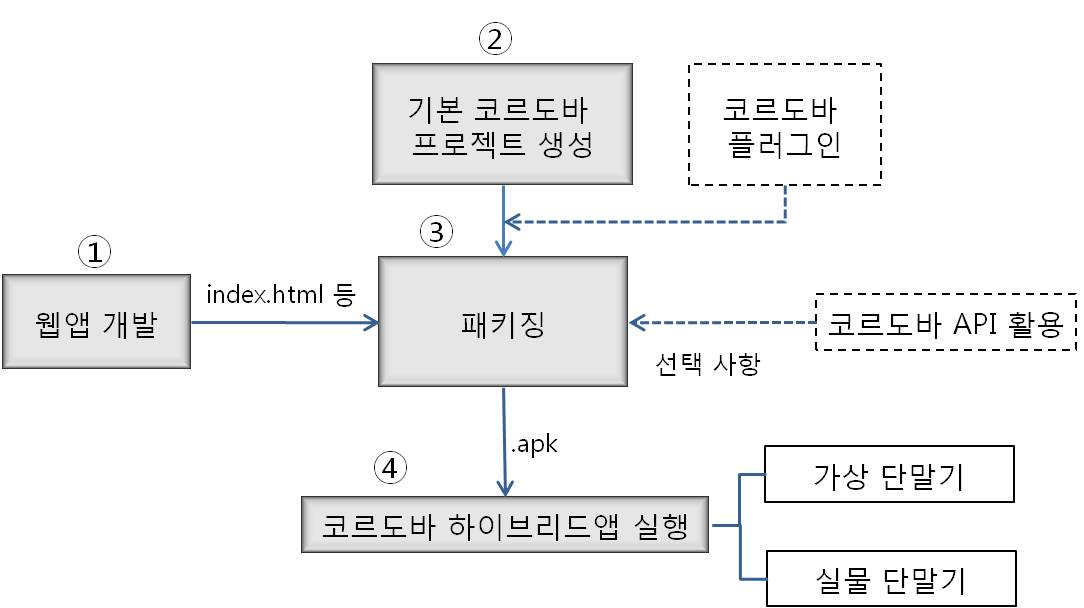 ②
기본 코르도바
프로젝트 생성
코르도바
플러그인
③
①
index.html 등
웹앱 개발
패키징
코르도바 API 활용
선택 사항
.apk
④
가상 단말기
코르도바 하이브리드앱 실행
실물 단말기